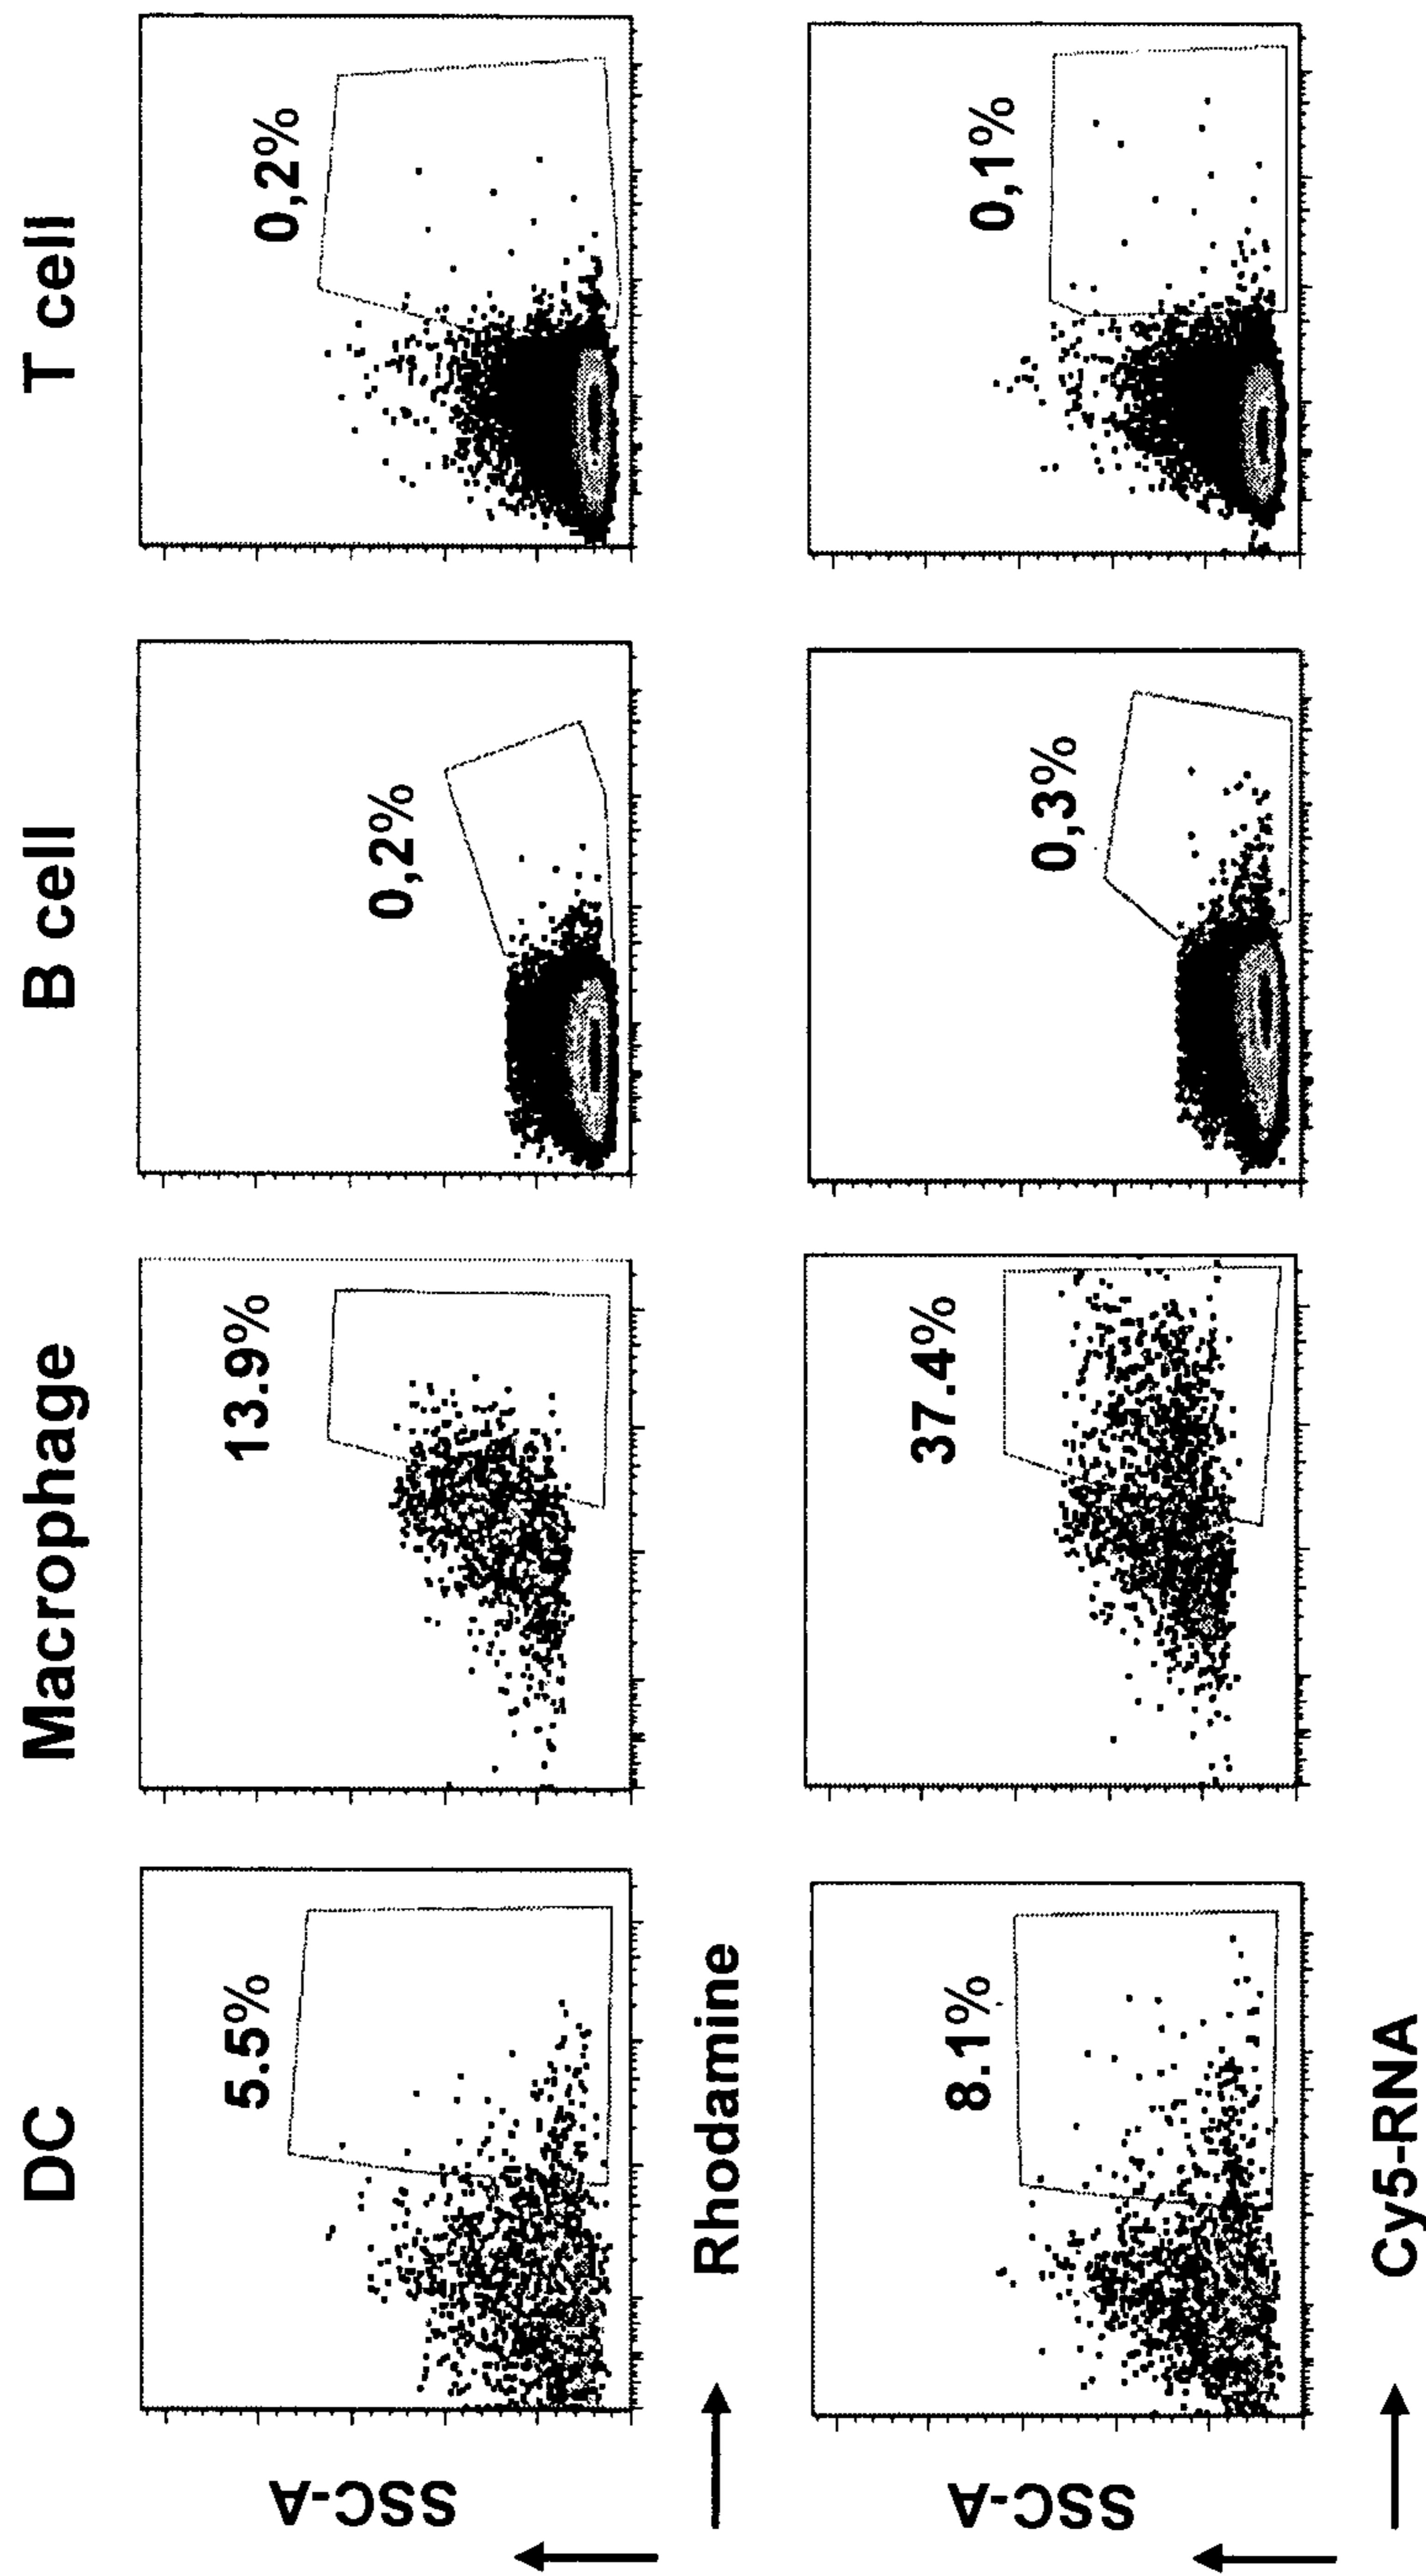 DC Macrophage B cell T cell
5.5% 13.9% 0,2% 0,2%
SSC-A
Rhodamine
8.1% 37.4% 0,3% 0,1%
SSC-A
Cy5-RNA